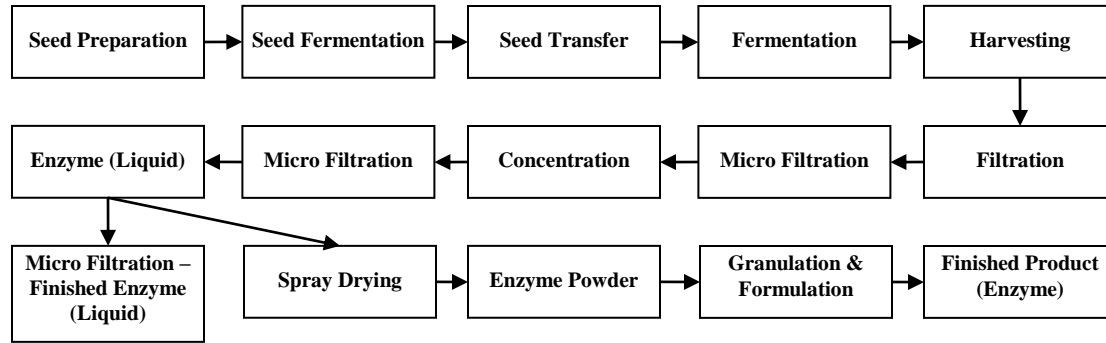 Seed Preparation
Seed Fermentation
Seed Transfer
Fermentation
Harvesting
Enzyme (Liquid)
Micro Filtration
Concentration
Micro Filtration
Filtration
Micro Filtration –
Finished Enzyme
(Liquid)
Spray Drying
Enzyme Powder
Granulation &
Formulation
Finished Product
(Enzyme)